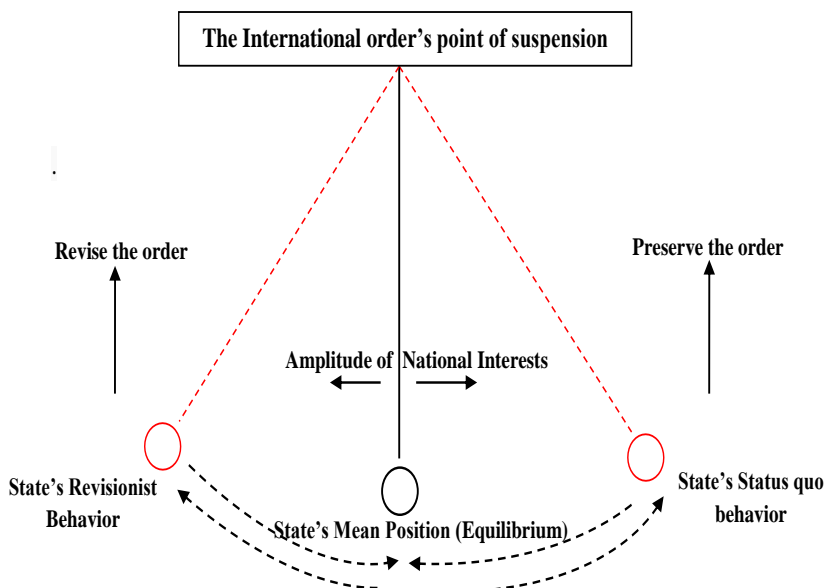 The International order's point of suspension
Revise the order
Preserve the order
Amplitude of National Interests
State's Revisionist
Behavior
State's Mean Position (Equilibrium)
State's Status quo
behavior